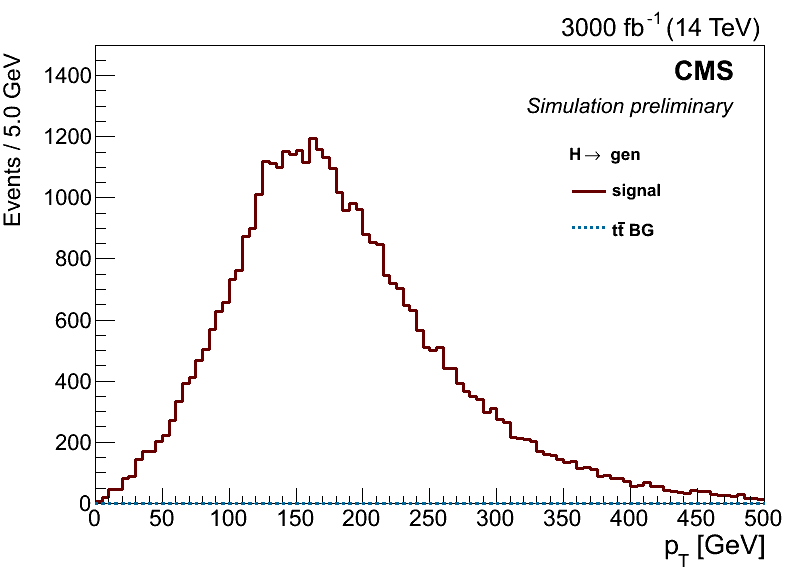 3000 fb⁻¹ (14 TeV)
CMS
Simulation preliminary
H→ gen
signal
tt̄ BG
Events / 5.0 GeV
1400
1200
1000
800
600
400
200
0
0 50 100 150 200 250 300 350 400 450 500
p_T [GeV]